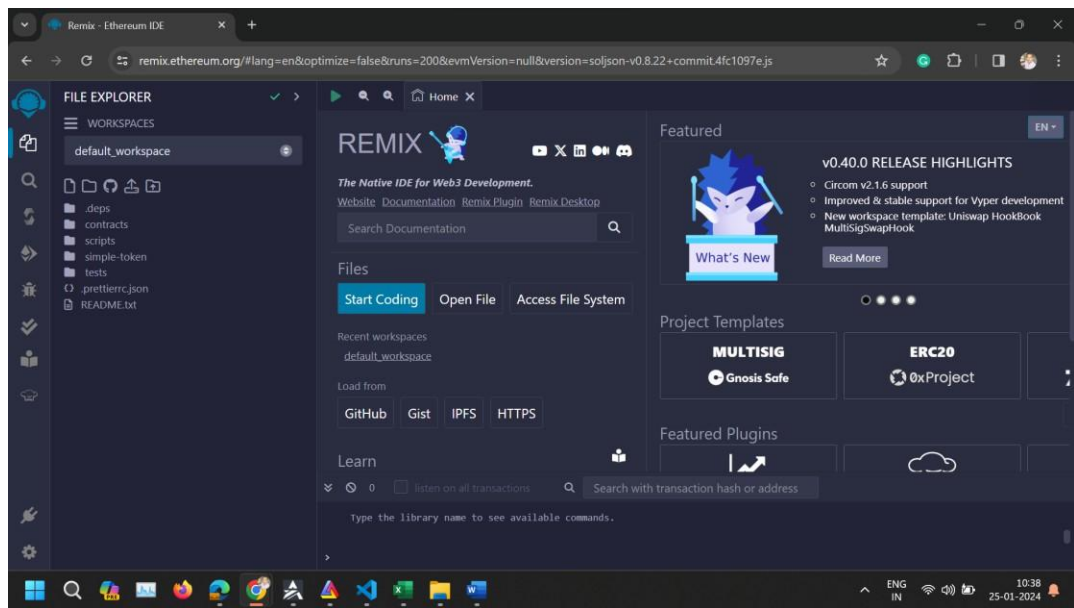 Remix - Ethereum IDE
remix.ethereum.org/#lang=en&optimize=false&runs=200&evmVersion=null&version=soljson-v0.8.22+commit.4fc1097e.js
FILE EXPLORER
WORKSPACES
default_workspace
.deps
contracts
scripts
simple-token
tests
.prettierrc.json
README.txt
Home
REMIX
The Native IDE for Web3 Development.
Website Documentation Remix Plugin Remix Desktop
Search Documentation
Files
Start Coding Open File Access File System
Recent workspaces
default_workspace
Load from
GitHub Gist IPFS HTTPS
Learn
Featured
EN
What's New
v0.40.0 RELEASE HIGHLIGHTS
Circom v2.1.6 support
Improved & stable support for Vyper development
New workspace template: Uniswap HookBook
MultiSigSwapHook
Read More
Project Templates
MULTISIG
Gnosis Safe
ERC20
0xProject
Featured Plugins
0 listen on all transactions Search with transaction hash or address
Type the library name to see available commands.
>
ENG
IN
10:38
25-01-2024